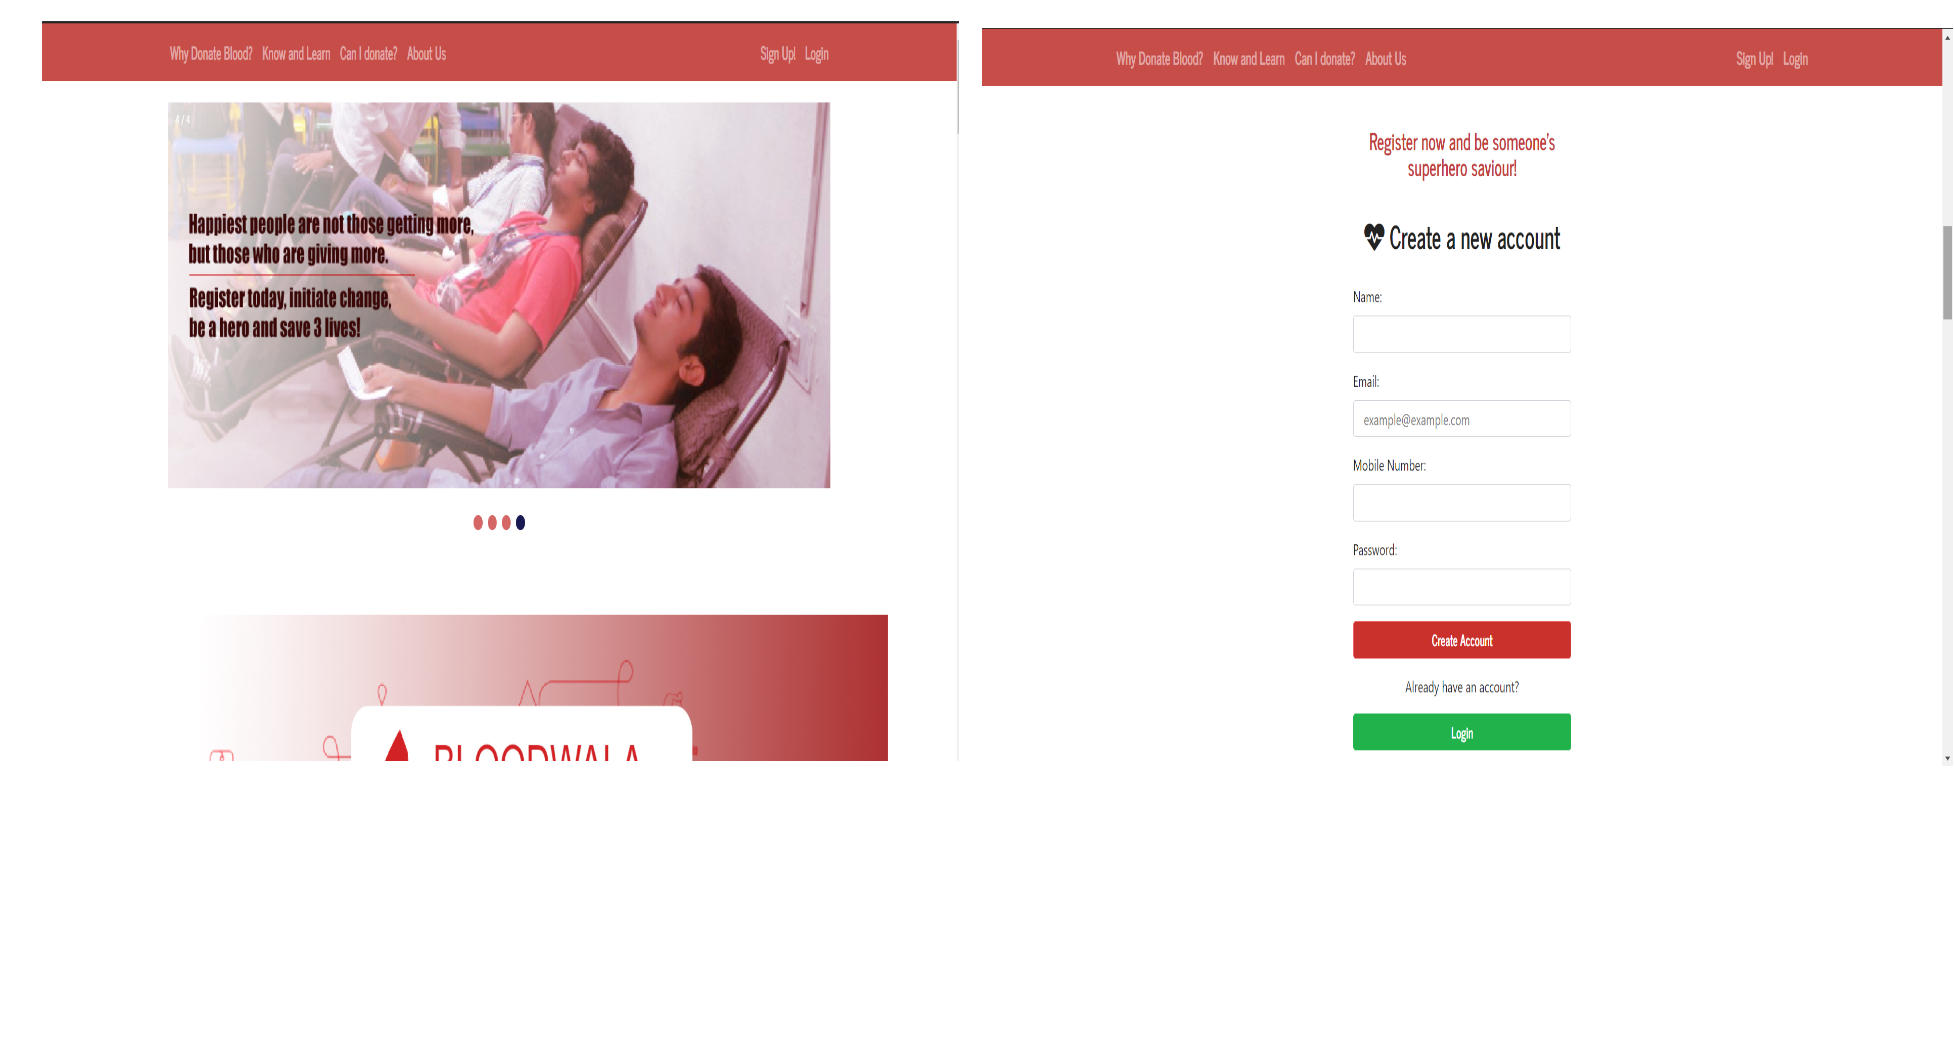 Why Donate Blood? Know and Learn Can I donate? About Us Sign Up! Login
4 / 4
Happiest people are not those getting more,
but those who are giving more.
Register today, initiate change,
be a hero and save 3 lives!
BLOODWALA
Why Donate Blood? Know and Learn Can I donate? About Us Sign Up! Login
Register now and be someone's
superhero saviour!
Create a new account
Name:
Email:
example@example.com
Mobile Number:
Password:
Create Account
Already have an account?
Login